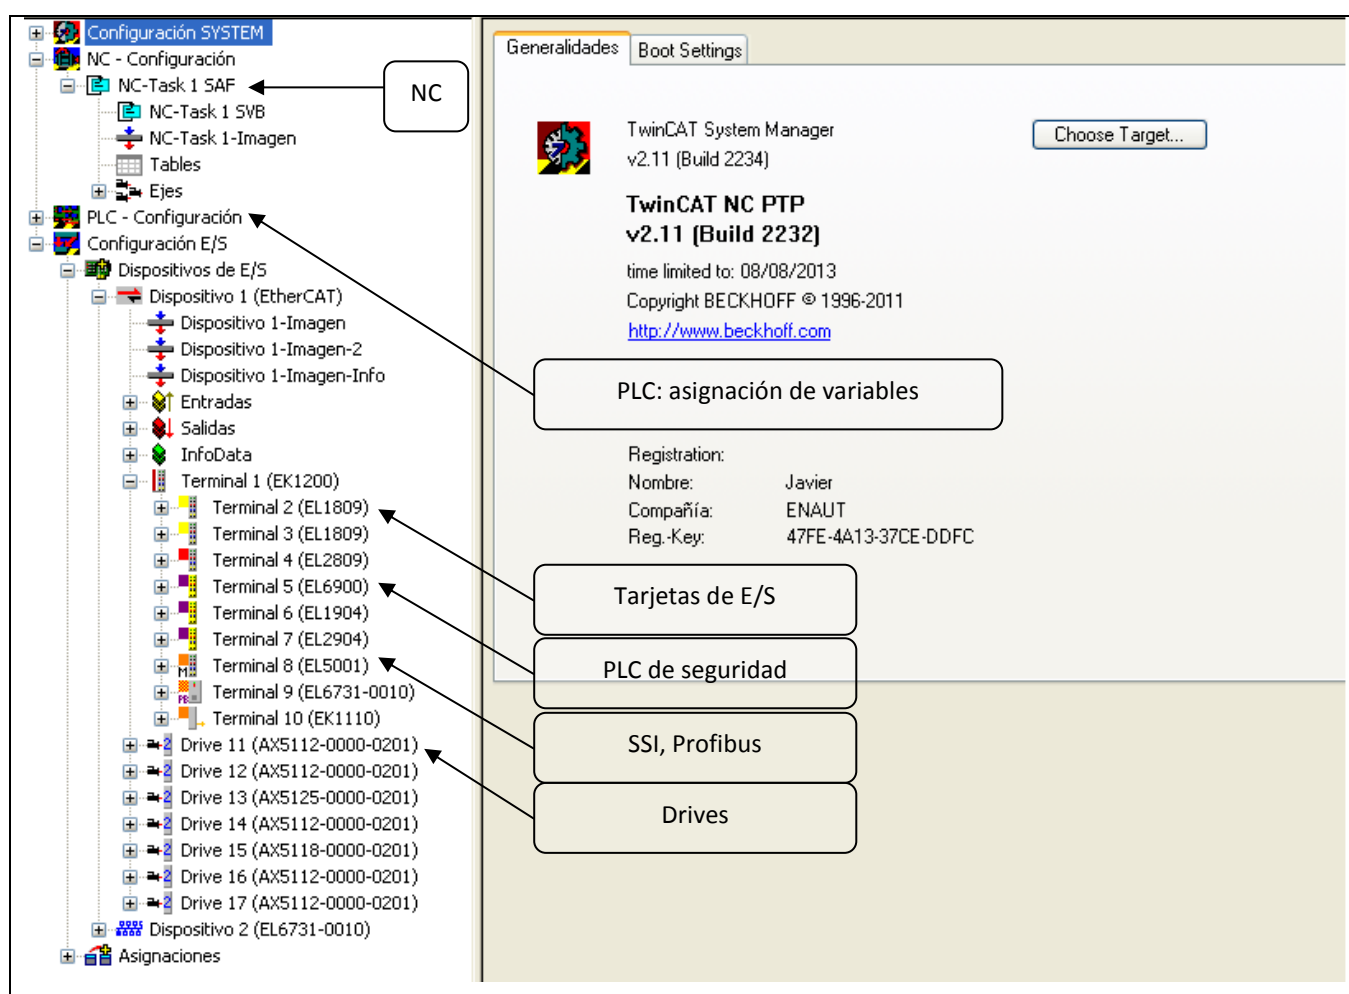 Configuración SYSTEM
NC - Configuración
NC-Task 1 SAF
NC-Task 1 SVB
NC-Task 1-Imagen
Tables
Ejes
PLC - Configuración
Configuración E/S
Dispositivos de E/S
Dispositivo 1 (EtherCAT)
Dispositivo 1-Imagen
Dispositivo 1-Imagen-2
Dispositivo 1-Imagen-Info
Entradas
Salidas
InfoData
Terminal 1 (EK1200)
Terminal 2 (EL1809)
Terminal 3 (EL1809)
Terminal 4 (EL2809)
Terminal 5 (EL6900)
Terminal 6 (EL1904)
Terminal 7 (EL2904)
Terminal 8 (EL5001)
Terminal 9 (EL6731-0010)
Terminal 10 (EK1110)
Drive 11 (AX5112-0000-0201)
Drive 12 (AX5112-0000-0201)
Drive 13 (AX5125-0000-0201)
Drive 14 (AX5112-0000-0201)
Drive 15 (AX5118-0000-0201)
Drive 16 (AX5112-0000-0201)
Drive 17 (AX5112-0000-0201)
Dispositivo 2 (EL6731-0010)
Asignaciones
NC
Generalidades
Boot Settings
TwinCAT System Manager
v2.11 (Build 2234)
Choose Target...
TwinCAT NC PTP
v2.11 (Build 2232)
time limited to: 08/08/2013
Copyright BECKHOFF © 1996-2011
http://www.beckhoff.com
PLC: asignación de variables
Registration:
Nombre: Javier
Compañía: ENAUT
Reg.-Key: 47FE-4A13-37CE-DDFC
Tarjetas de E/S
PLC de seguridad
SSI, Profibus
Drives